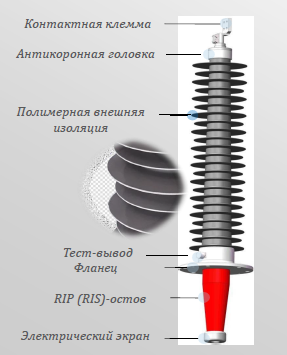 Контактная клемма
Антикоронная головка
Полимерная внешняя
изоляция
Тест-вывод
Фланец
RIP (RIS)-остов
Электрический экран